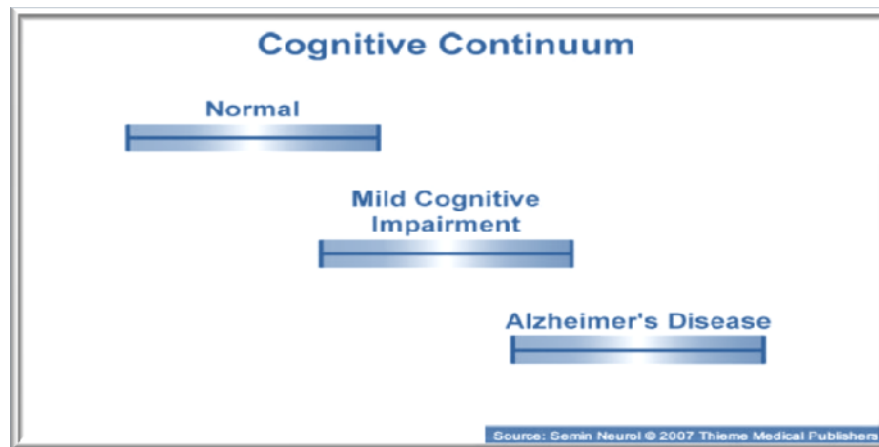 Cognitive Continuum
Normal
Mild Cognitive
Impairment
Alzheimer's Disease
Source: Semin Neurol © 2007 Thieme Medical Publishers